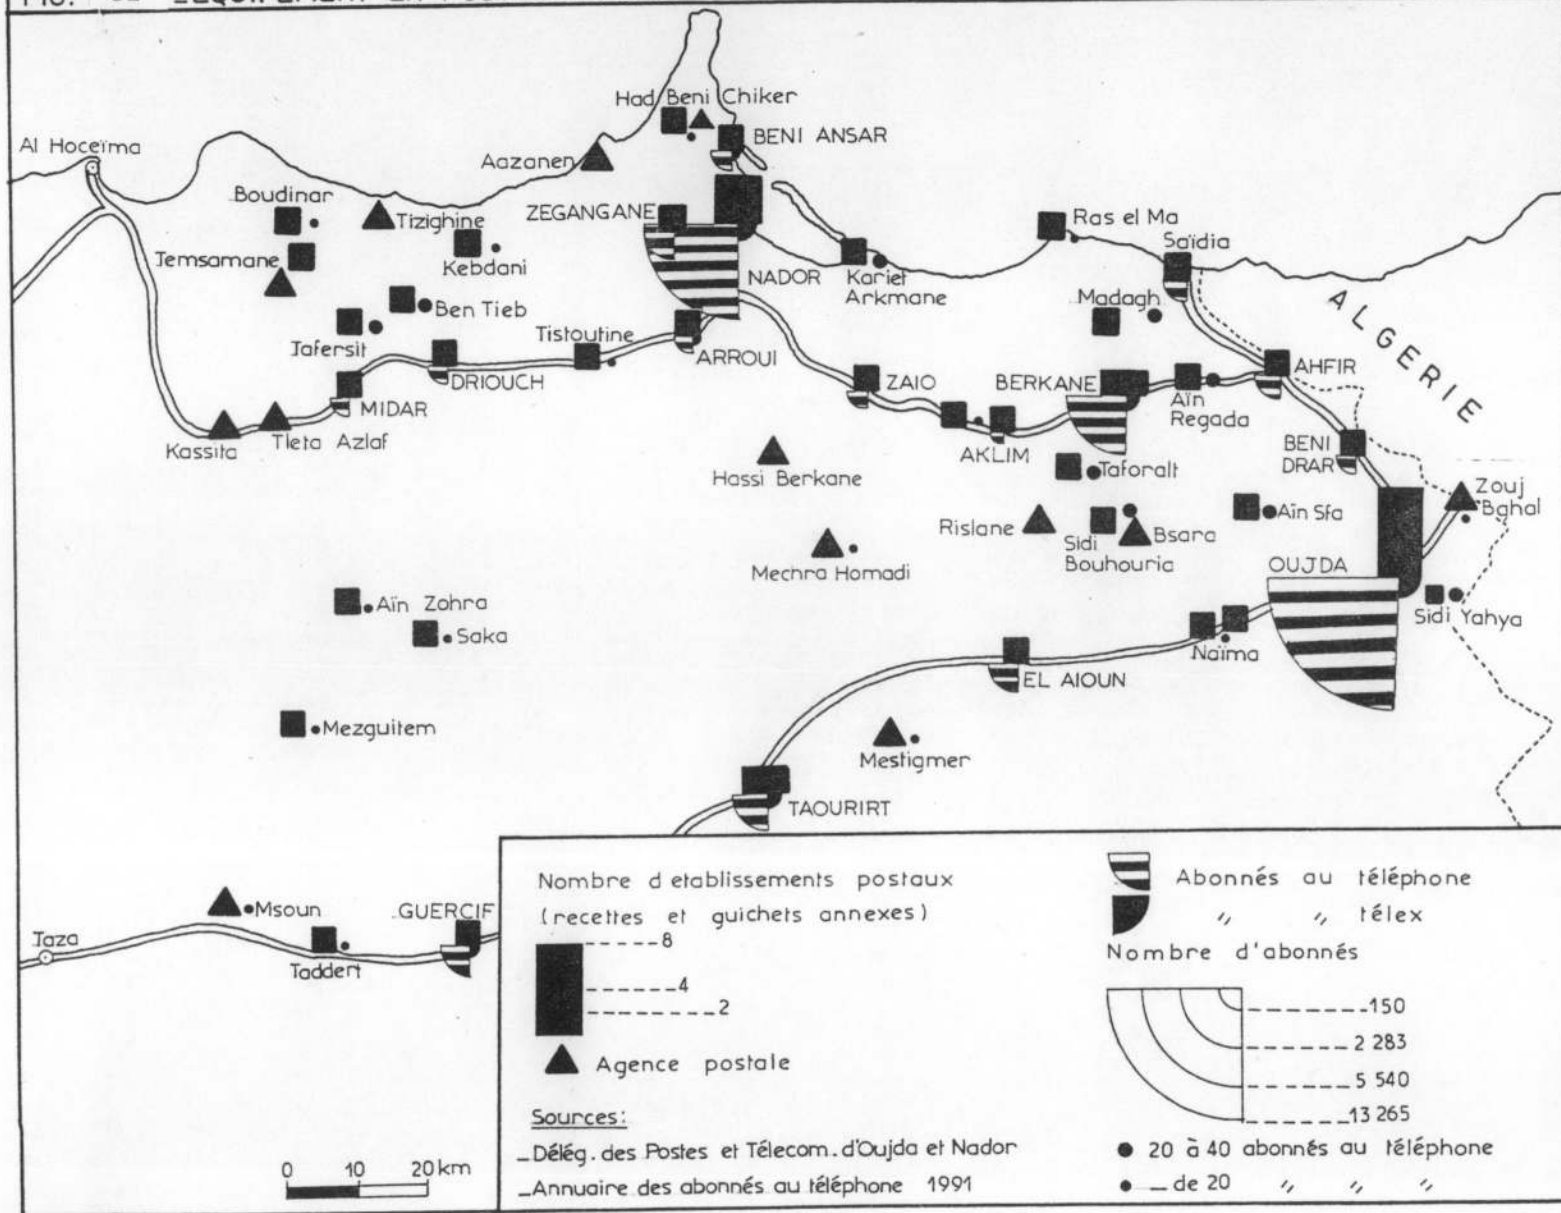 Had Beni Chiker
BENI ANSAR
Al Hoceïma
Aazanen
Boudinar
Tizighine
ZEGANGANE
Ras el Ma
Saïdia
Temsamane
Kebdani
NADOR
Kariet
Arkmane
ALGERIE
Ben Tieb
Madagh
Tafersit
Tistoutine
ARROUI
DRIOUCH
ZAIO
BERKANE
AHFIR
Aïn
Regada
MIDAR
Kassita
Tleta Azlaf
AKLIM
BENI
DRAR
Hassi Berkane
Taforalt
Zouj
Bghal
Rislane
Sidi
Bouhouria
Bsara
Aïn Sfa
Mechra Homadi
OUJDA
Aïn Zohra
Sidi Yahya
Saka
Naïma
EL AIOUN
Mezguitem
Mestigmer
TAOURIRT
Msoun
GUERCIF
Taza
Taddert
Nombre d etablissements postaux
(recettes et guichets annexes)
8
4
2
Agence postale
Sources:
_Délég. des Postes et Télecom. d'Oujda et Nador
_Annuaire des abonnés au téléphone 1991
0 10 20 km
Abonnés au téléphone
〃 〃 télex
Nombre d'abonnés
150
2 283
5 540
13 265
20 à 40 abonnés au téléphone
_ de 20 〃 〃 〃